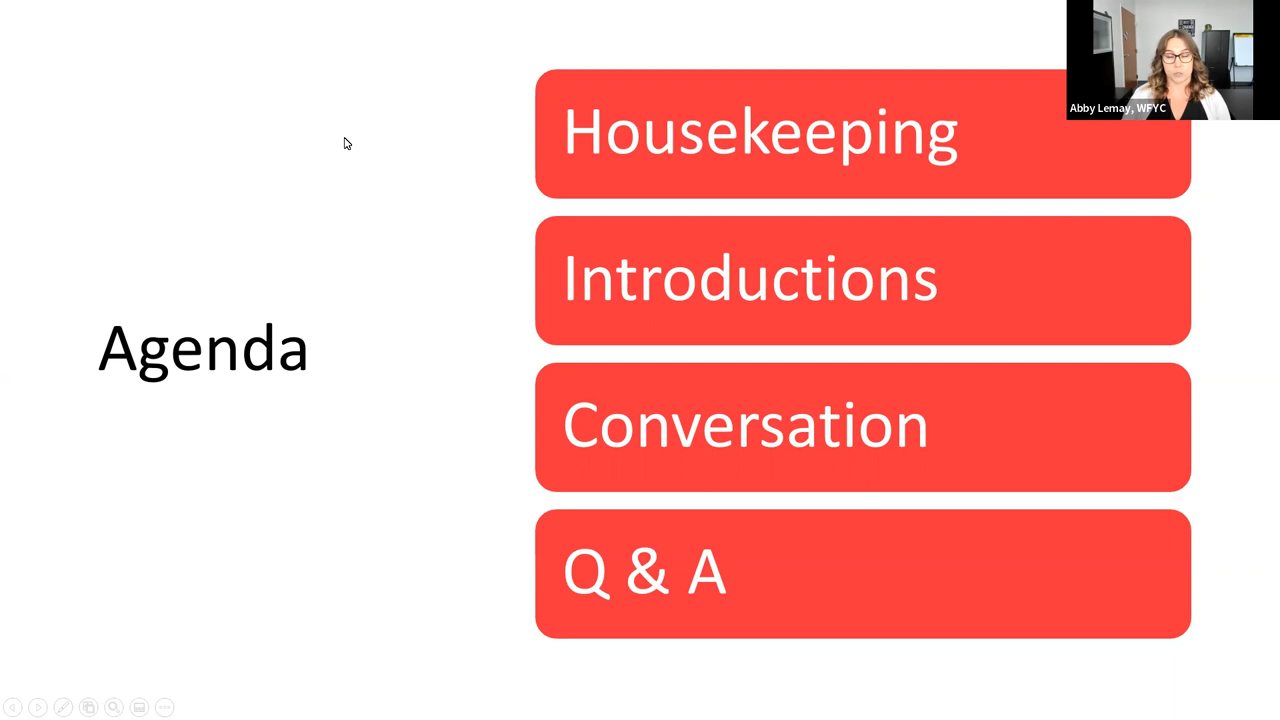 Abby Lemay, WFYC
Agenda
Housekeeping
Introductions
Conversation
Q & A